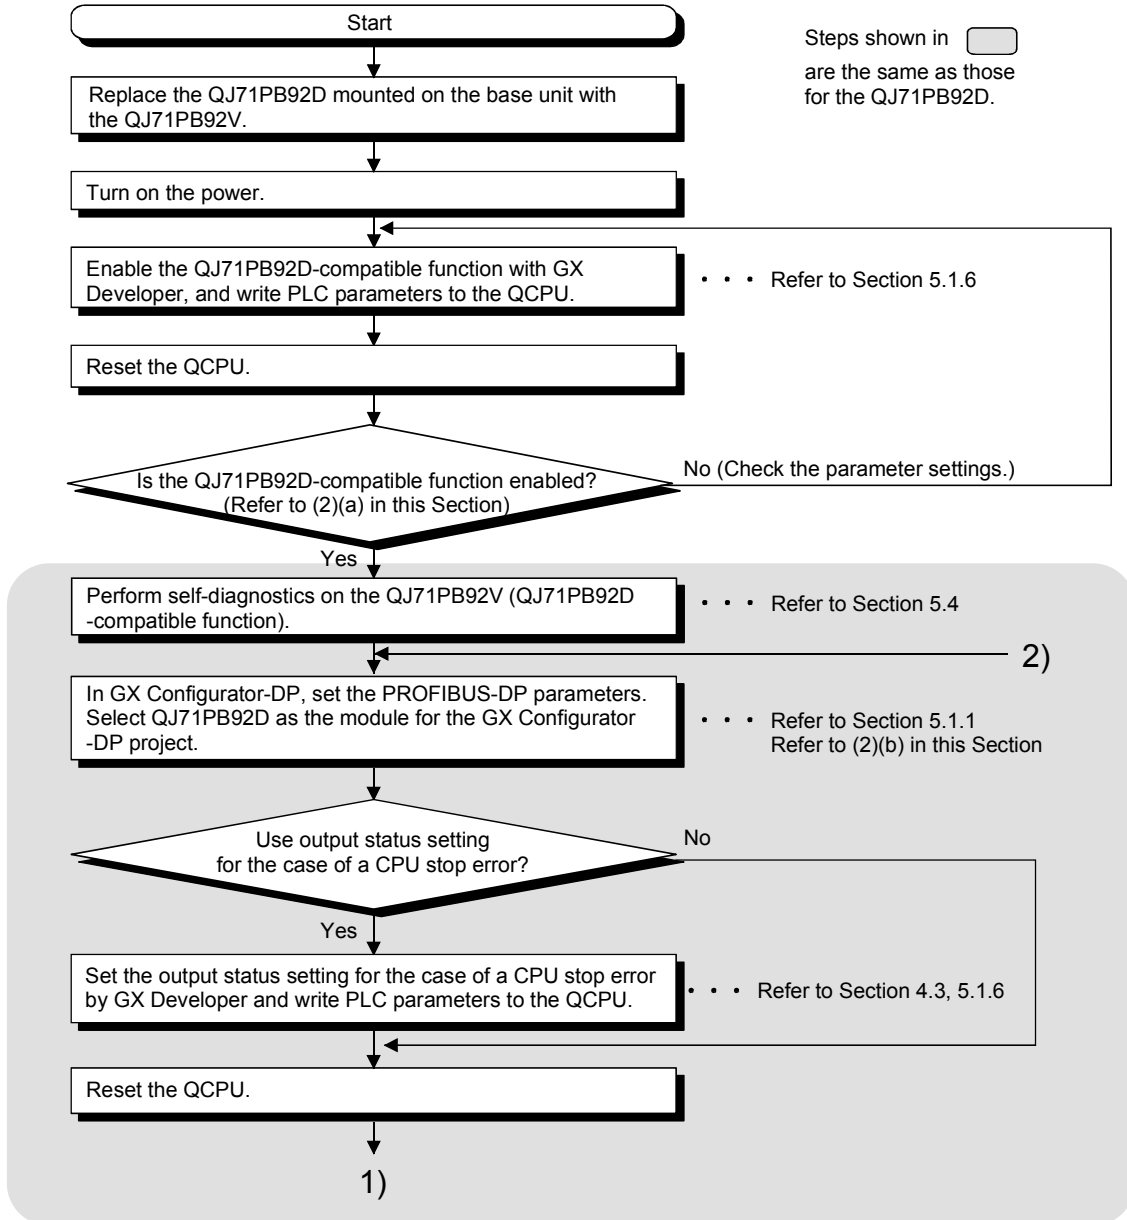 Start
Steps shown in
are the same as those
for the QJ71PB92D.
Replace the QJ71PB92D mounted on the base unit with
the QJ71PB92V.
Turn on the power.
Enable the QJ71PB92D-compatible function with GX
Developer, and write PLC parameters to the QCPU.
• • • Refer to Section 5.1.6
Reset the QCPU.
Is the QJ71PB92D-compatible function enabled?
(Refer to (2)(a) in this Section)
No (Check the parameter settings.)
Yes
Perform self-diagnostics on the QJ71PB92V (QJ71PB92D
-compatible function).
• • • Refer to Section 5.4
2)
In GX Configurator-DP, set the PROFIBUS-DP parameters.
Select QJ71PB92D as the module for the GX Configurator
-DP project.
• • • Refer to Section 5.1.1
Refer to (2)(b) in this Section
Use output status setting
for the case of a CPU stop error?
No
Yes
Set the output status setting for the case of a CPU stop error
by GX Developer and write PLC parameters to the QCPU.
• • • Refer to Section 4.3, 5.1.6
Reset the QCPU.
1)